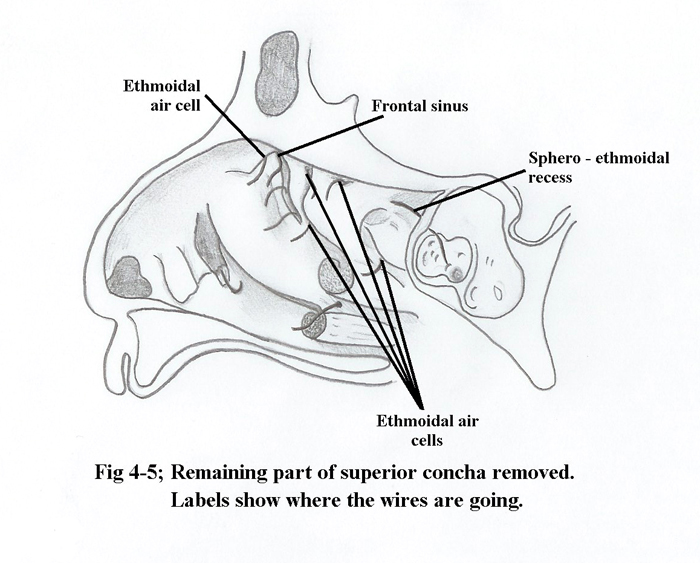 Ethmoidal
air cell
Frontal sinus
Sphero - ethmoidal
recess
Ethmoidal air
cells
Fig 4-5; Remaining part of superior concha removed.
Labels show where the wires are going.